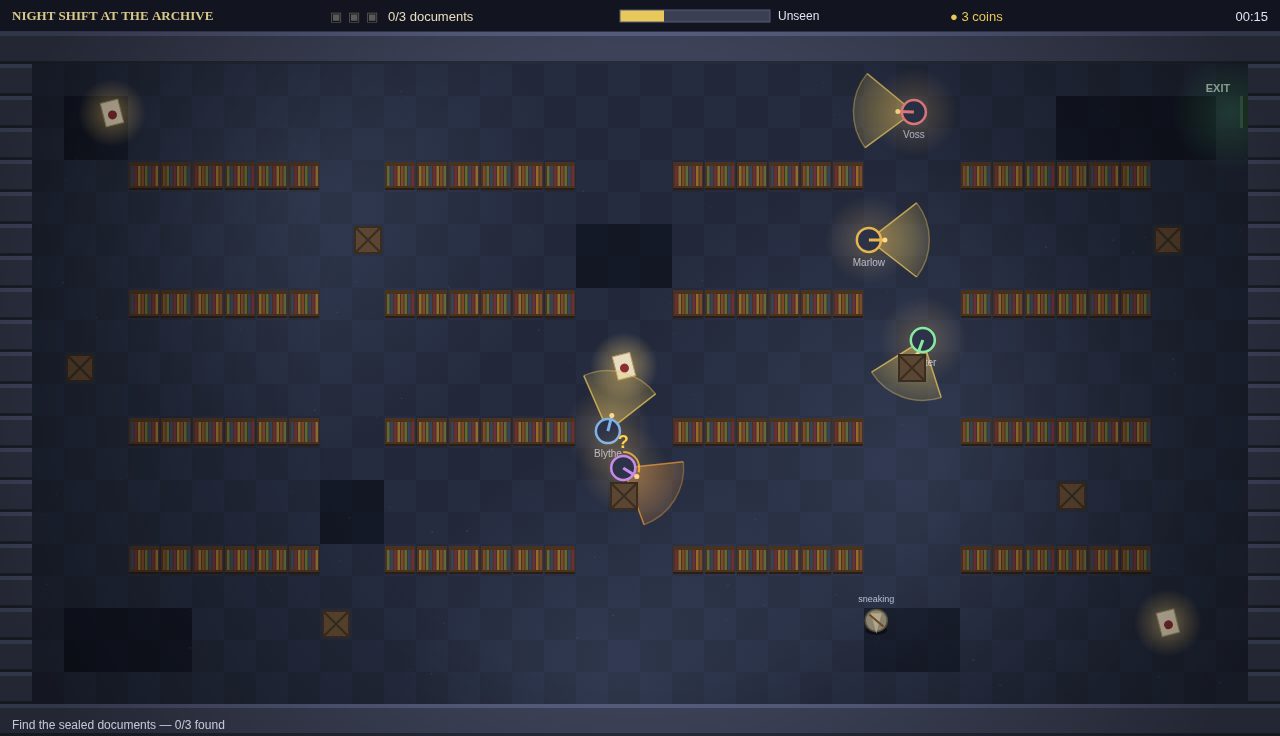 NIGHT SHIFT AT THE ARCHIVE
0/3 documents
Unseen
3 coins
00:15
EXIT
Voss
Marlow
ter
Blythe
?
sneaking
Find the sealed documents — 0/3 found